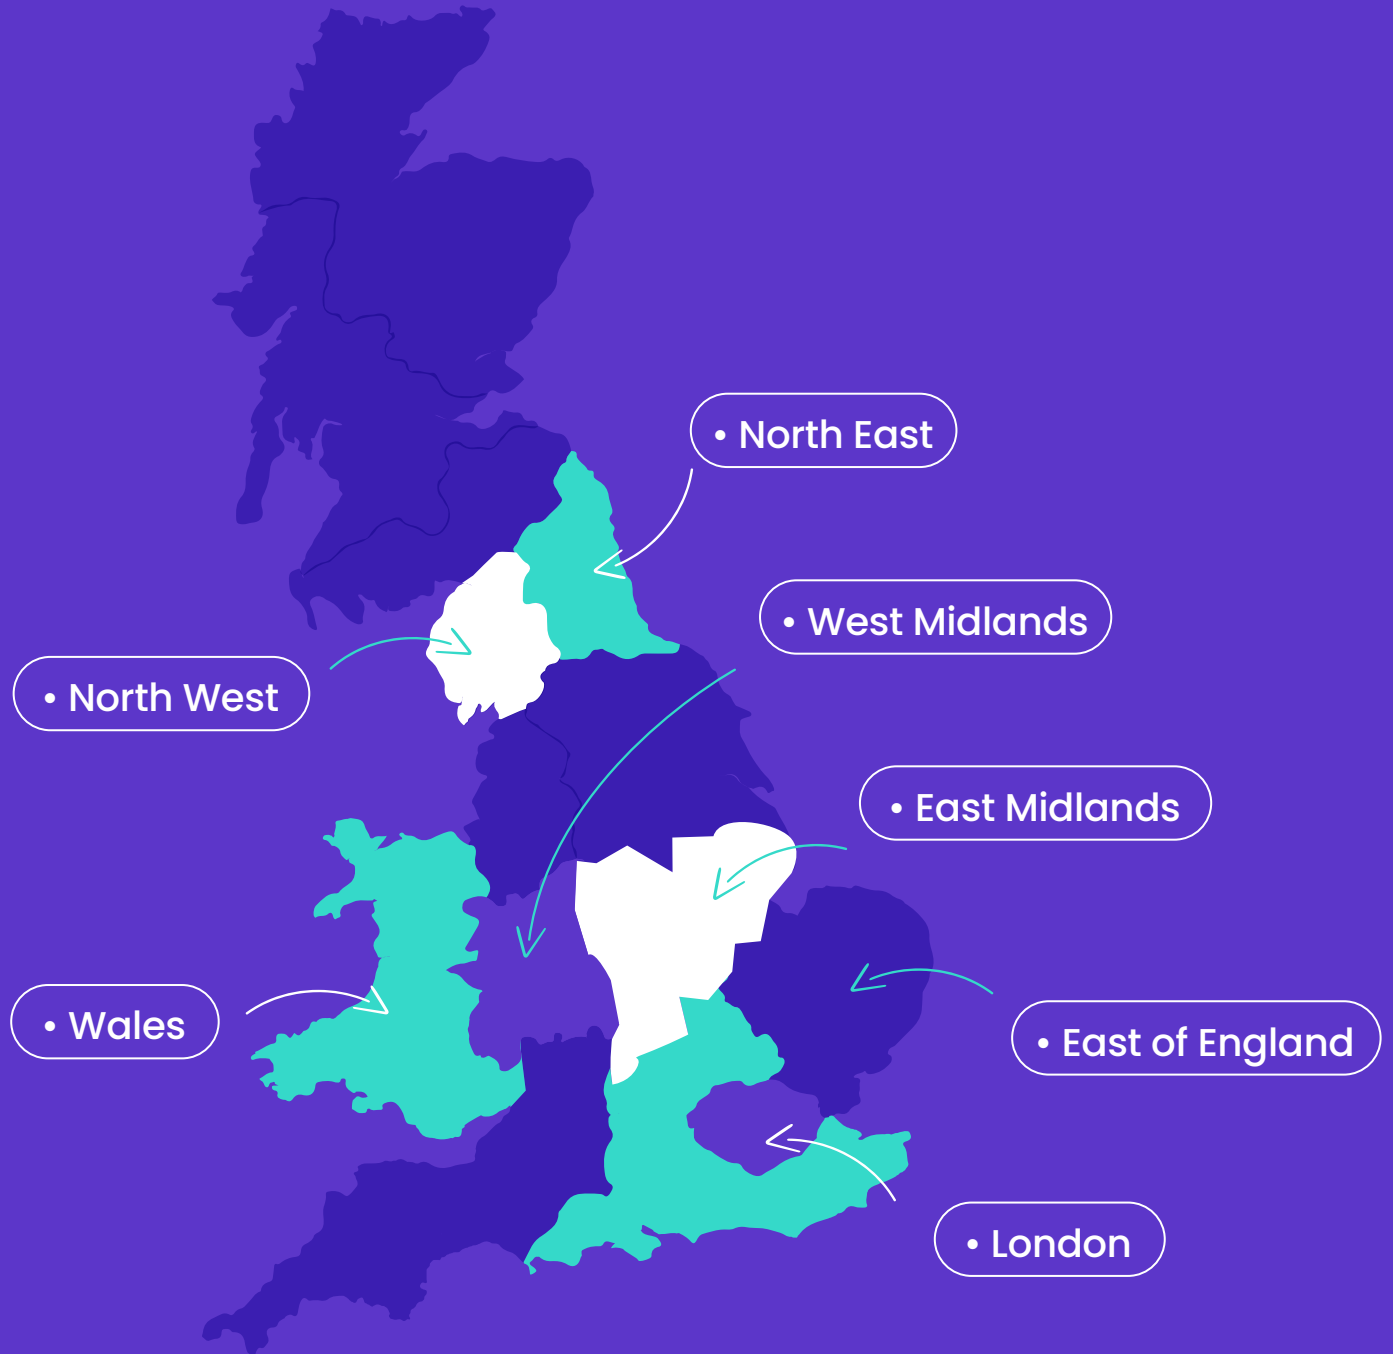 • North East
• West Midlands
• North West
• East Midlands
• Wales
• East of England
• London